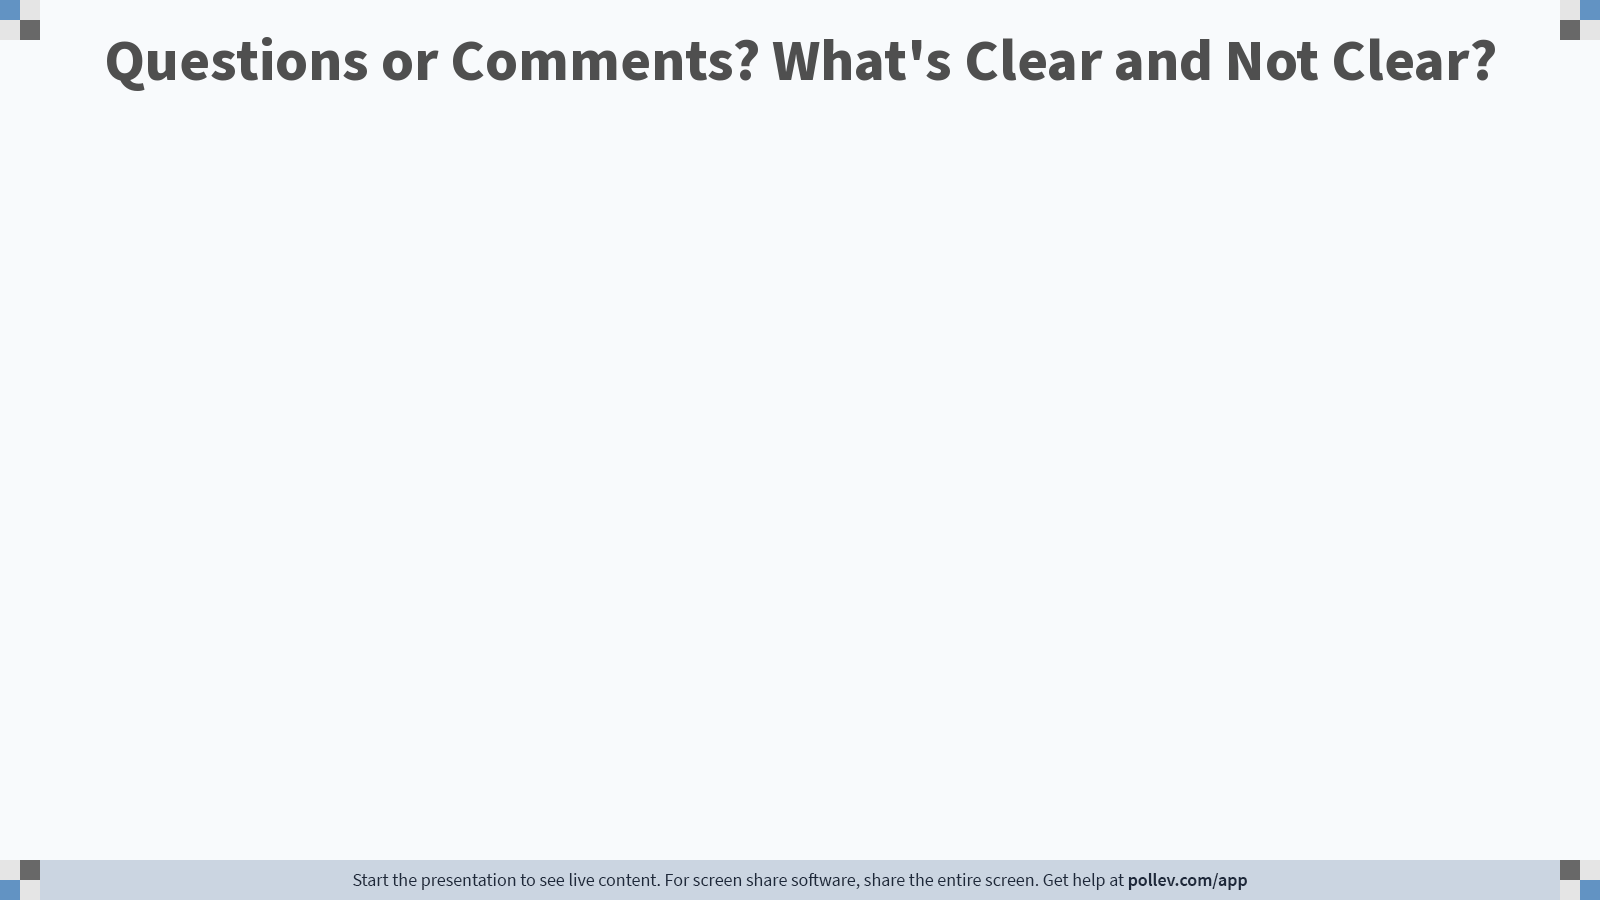 Questions or Comments? What's Clear and Not Clear?
Start the presentation to see live content. For screen share software, share the entire screen. Get help at pollev.com/app